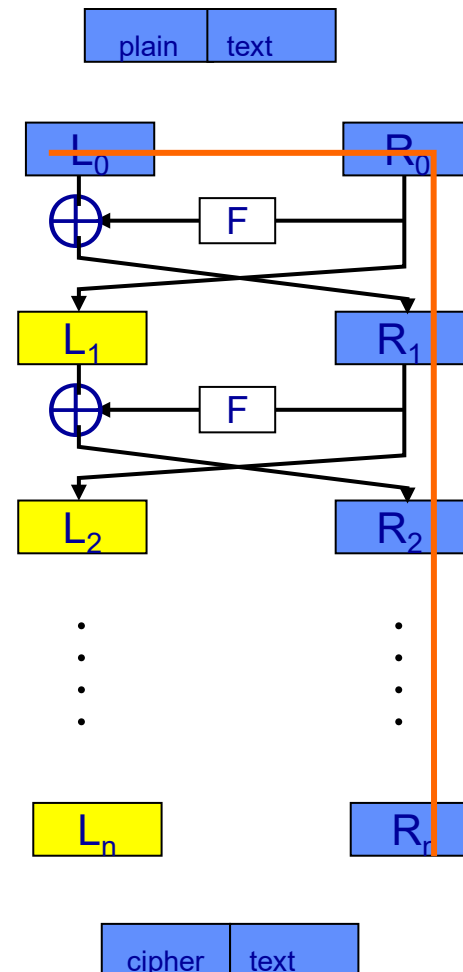 plain text
L0 R0
F
L1 R1
F
L2 R2
Ln Rn
cipher text